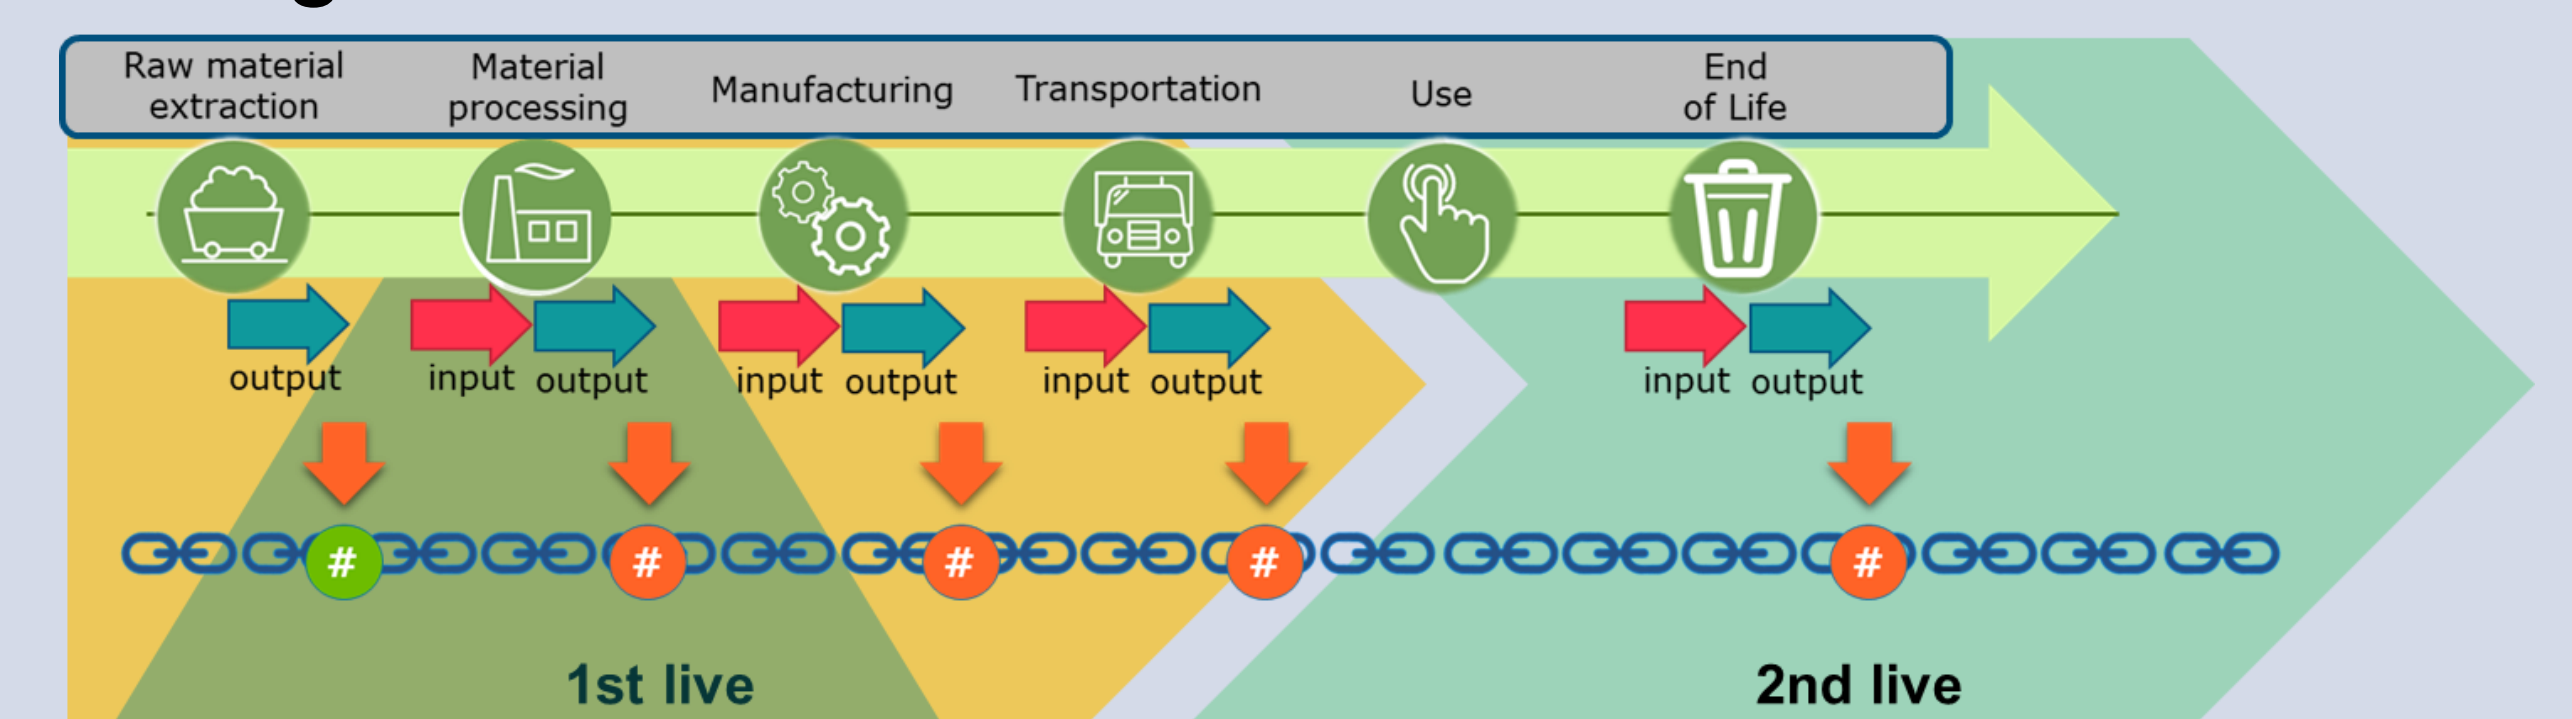 Raw material
extraction
Material
processing
Manufacturing
Transportation
Use
End
of Life
output
input
output
input
output
input
output
input
output
#
#
#
#
#
1st live
2nd live